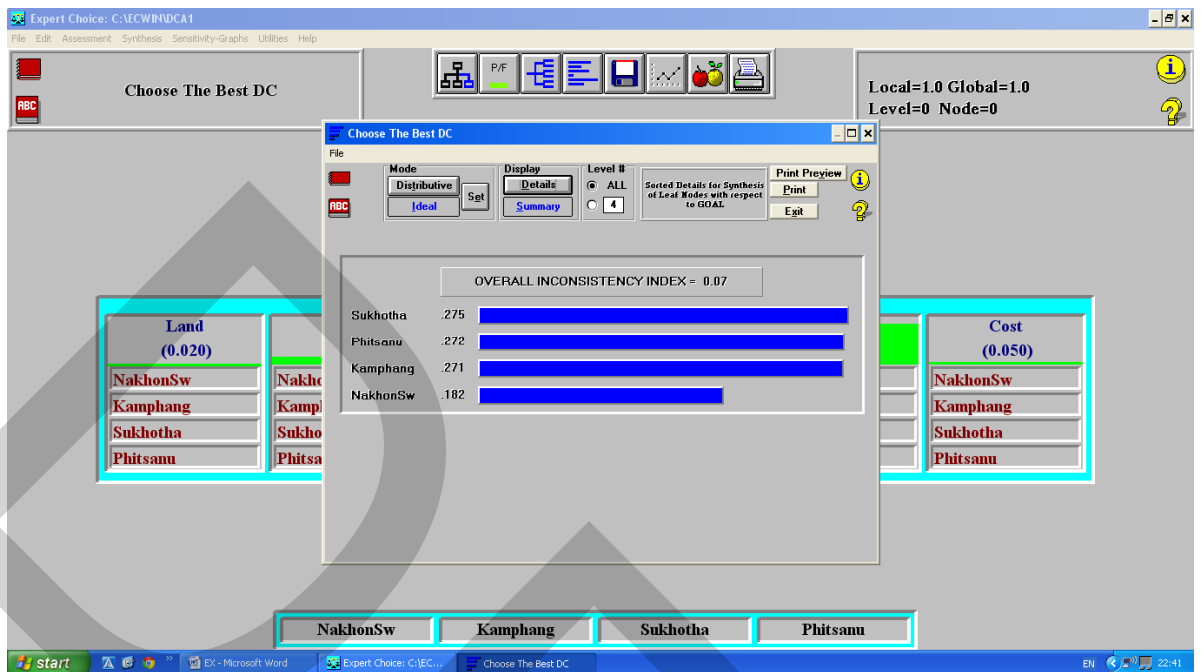 Expert Choice: C:\ECWIN\DCA1
File Edit Assessment Synthesis Sensitivity-Graphs Utilities Help
Choose The Best DC
ABC
P/F
Local=1.0 Global=1.0
Level=0 Node=0
Choose The Best DC
File
ABC
Mode
Distributive
Ideal
Set
Display
Details
Summary
Level #
ALL
4
Sorted Details for Synthesis
of Leaf Nodes with respect
to GOAL
Print Preview
Print
Exit
OVERALL INCONSISTENCY INDEX = 0.07
Sukhotha .275
Phitsanu .272
Kamphang .271
NakhonSw .182
Land
(0.020)
NakhonSw
Kamphang
Sukhotha
Phitsanu
Nakho
Kampl
Sukho
Phitsa
Cost
(0.050)
NakhonSw
Kamphang
Sukhotha
Phitsanu
NakhonSw Kamphang Sukhotha Phitsanu
start
EX - Microsoft Word
Expert Choice: C:\EC...
Choose The Best DC
EN
22:41